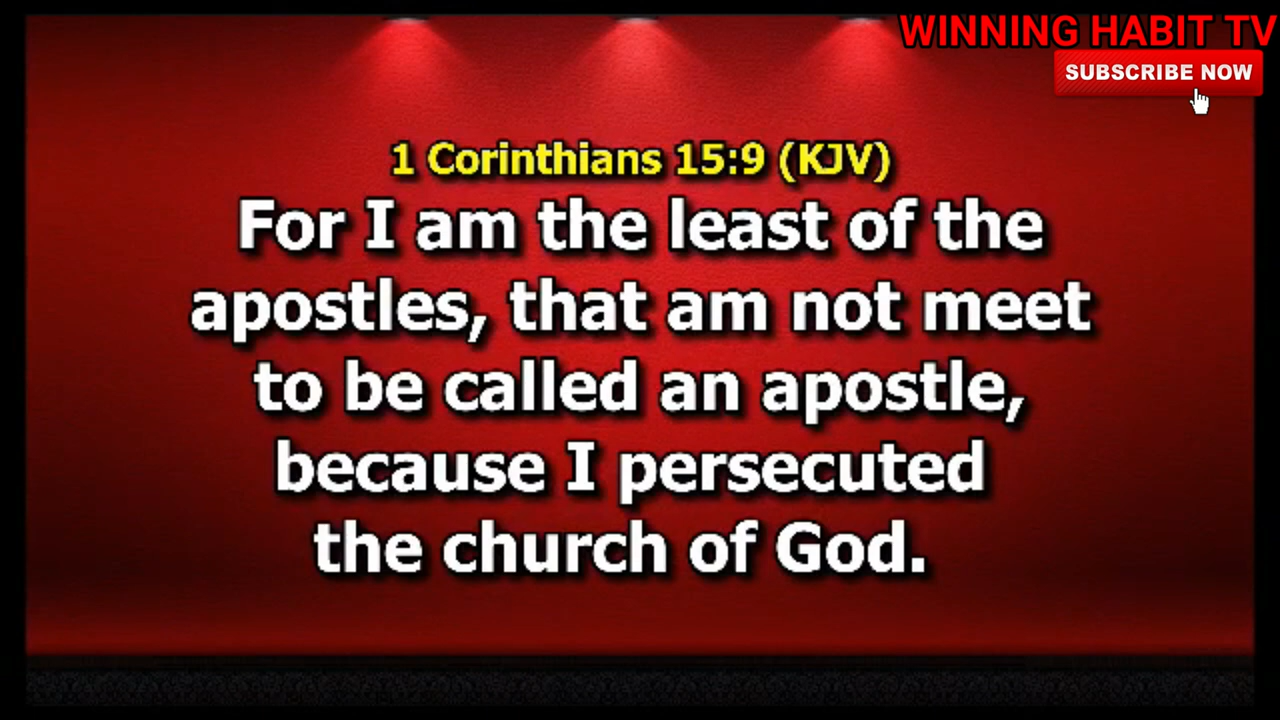 WINNING HABIT TV
SUBSCRIBE NOW
1 Corinthians 15:9 (KJV)
For I am the least of the
apostles, that am not meet
to be called an apostle,
because I persecuted
the church of God.